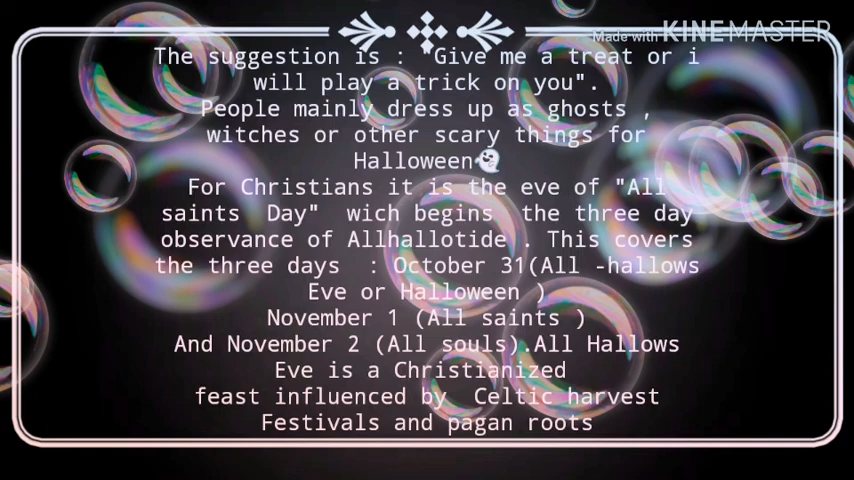 Made with KINEMASTER
The suggestion is : "Give me a treat or i
will play a trick on you".
People mainly dress up as ghosts ,
witches or other scary things for
Halloween👻
For Christians it is the eve of "All
saints  Day"  wich begins  the three day
observance of Allhallotide . This covers
the three days  : October 31(All -hallows
Eve or Halloween )
November 1 (All saints )
And November 2 (All souls).All Hallows
Eve is a Christianized
feast influenced by  Celtic harvest
Festivals and pagan roots